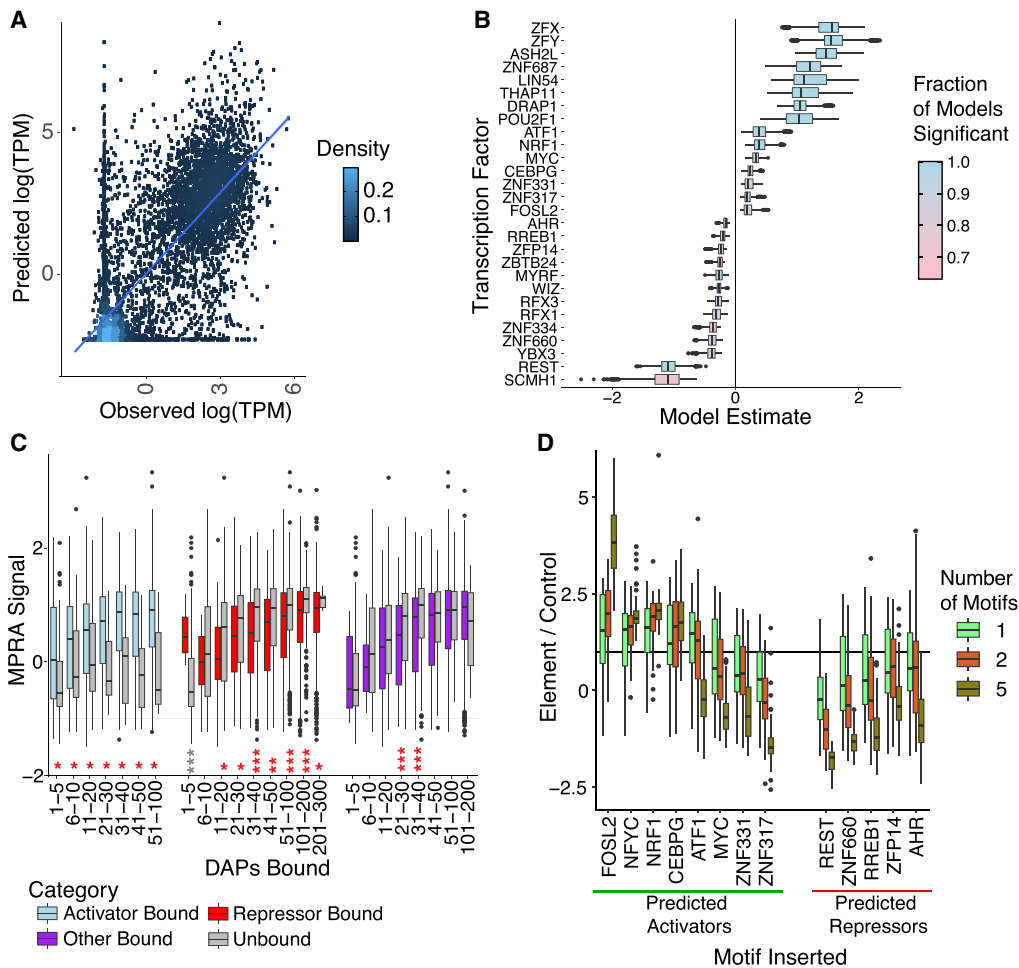 A
Predicted log(TPM)
5
0
0
3
6
Observed log(TPM)
Density
0.2
0.1
B
Transcription Factor
ZFX
ZFY
ASH2L
ZNF687
LIN54
THAP11
DRAP1
POU2F1
ATF1
NRF1
MYC
CEBPG
ZNF331
ZNF317
FOSL2
AHR
RREB1
ZFP14
ZBTB24
MYRF
WIZ
RFX3
RFX1
ZNF334
ZNF660
YBX3
REST
SCMH1
−2
0
2
Model Estimate
Fraction
of Models
Significant
1.0
0.9
0.8
0.7
C
MPRA Signal
2
0
−2
* * * * * * *
*** * * *** ** *** *** *
*** ***
1−5
6−10
11−20
21−30
31−40
41−50
51−100
1−5
6−10
11−20
21−30
31−40
41−50
51−100
101−200
201−300
1−5
6−10
11−20
21−30
31−40
41−50
51−100
101−200
DAPs Bound
Category
Activator Bound
Repressor Bound
Other Bound
Unbound
D
Element / Control
5
2.5
0
−2.5
FOSL2
NFYC
NRF1
CEBPG
ATF1
MYC
ZNF331
ZNF317
REST
ZNF660
RREB1
ZFP14
AHR
Predicted
Activators
Predicted
Repressors
Motif Inserted
Number
of Motifs
1
2
5